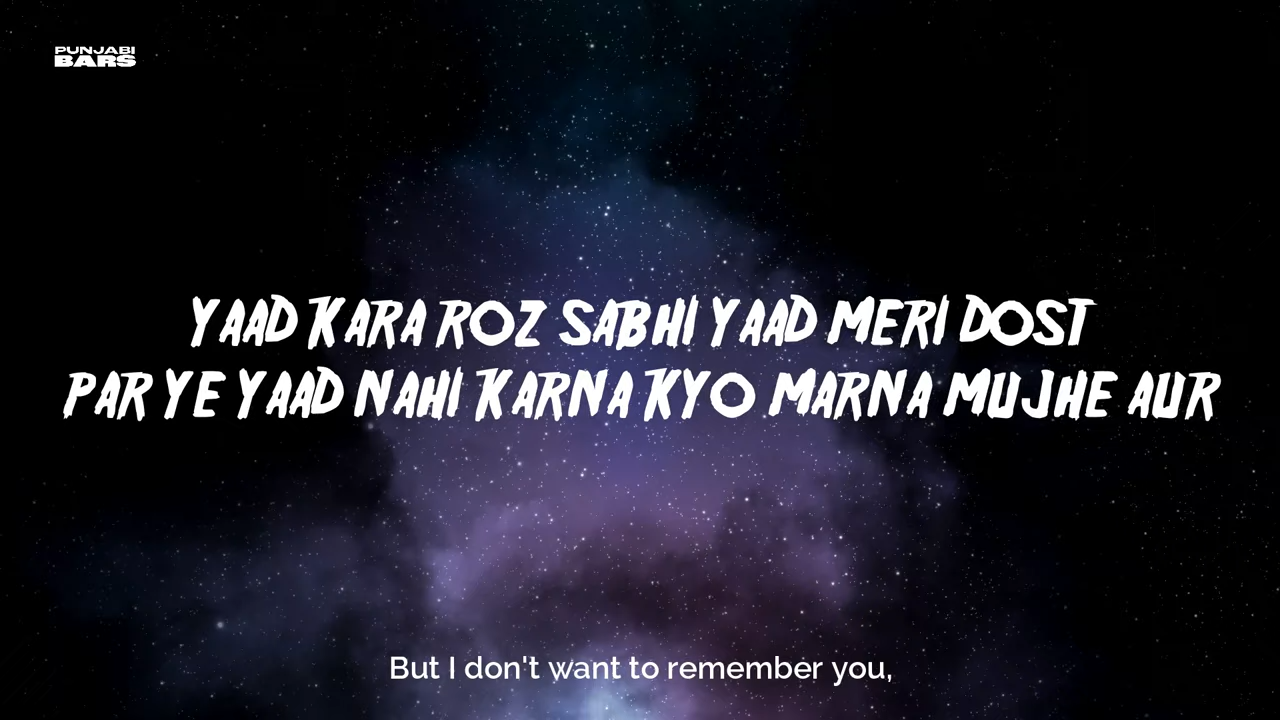 PUNJABI
BARS
YAAD KARA ROZ SABHI YAAD MERI DOST
PAR YE YAAD NAHI KARNA KYO MARNA MUJHE AUR
But I don't want to remember you,